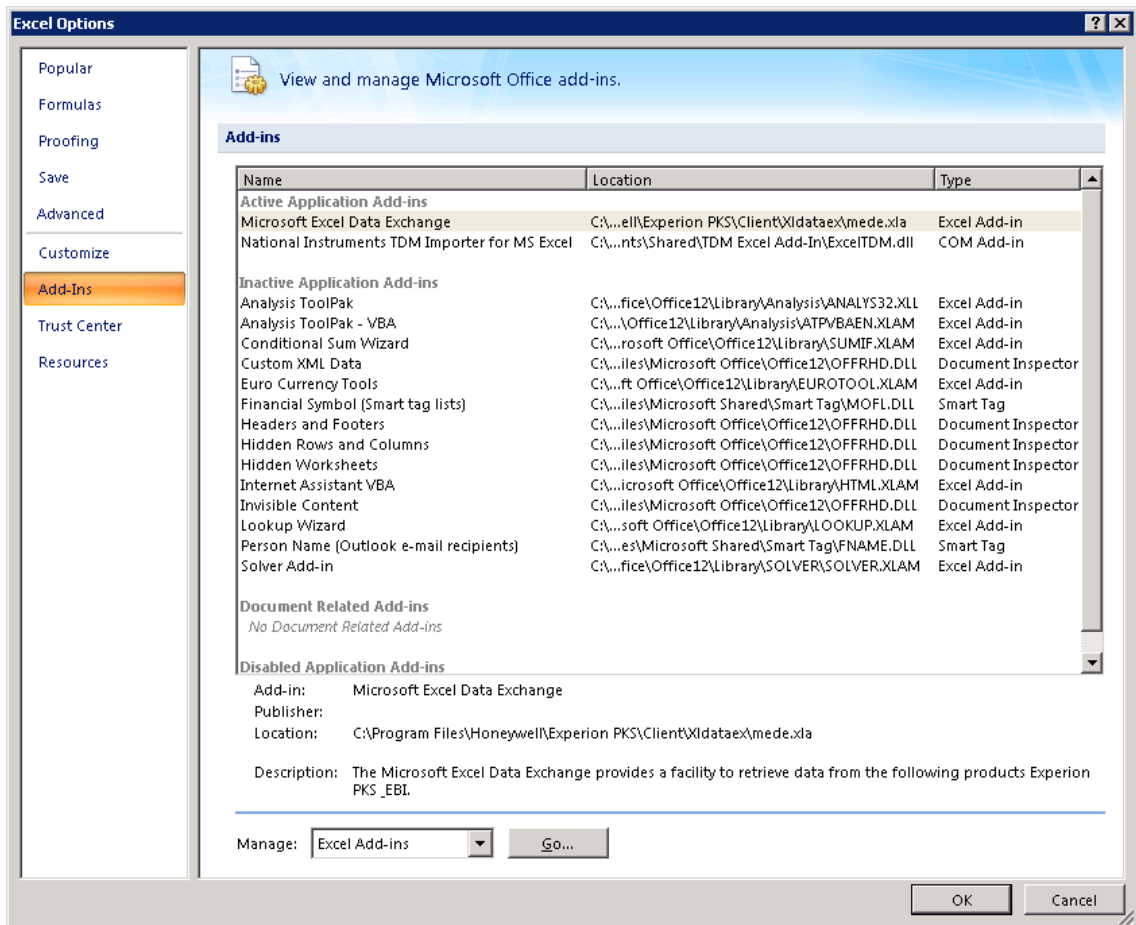 Excel Options
Popular
Formulas
Proofing
Save
Advanced
Customize
Add-Ins
Trust Center
Resources
View and manage Microsoft Office add-ins.
Add-ins
Name Location Type
Active Application Add-ins
Microsoft Excel Data Exchange C:\...ell\Experion PKS\Client\Xldataex\mede.xla Excel Add-in
National Instruments TDM Importer for MS Excel C:\...nts\Shared\TDM Excel Add-In\ExcelTDM.dll COM Add-in
Inactive Application Add-ins
Analysis ToolPak C:\...fice\Office12\Library\Analysis\ANALYS32.XLL Excel Add-in
Analysis ToolPak - VBA C:\...\Office12\Library\Analysis\ATPVBAEN.XLAM Excel Add-in
Conditional Sum Wizard C:\...rosoft Office\Office12\Library\SUMIF.XLAM Excel Add-in
Custom XML Data C:\...iles\Microsoft Office\Office12\OFFRHD.DLL Document Inspector
Euro Currency Tools C:\...ft Office\Office12\Library\EUROTOOL.XLAM Excel Add-in
Financial Symbol (Smart tag lists) C:\...iles\Microsoft Shared\Smart Tag\MOFL.DLL Smart Tag
Headers and Footers C:\...iles\Microsoft Office\Office12\OFFRHD.DLL Document Inspector
Hidden Rows and Columns C:\...iles\Microsoft Office\Office12\OFFRHD.DLL Document Inspector
Hidden Worksheets C:\...iles\Microsoft Office\Office12\OFFRHD.DLL Document Inspector
Internet Assistant VBA C:\...icrosoft Office\Office12\Library\HTML.XLAM Excel Add-in
Invisible Content C:\...iles\Microsoft Office\Office12\OFFRHD.DLL Document Inspector
Lookup Wizard C:\...soft Office\Office12\Library\LOOKUP.XLAM Excel Add-in
Person Name (Outlook e-mail recipients) C:\...es\Microsoft Shared\Smart Tag\FNAME.DLL Smart Tag
Solver Add-in C:\...fice\Office12\Library\SOLVER\SOLVER.XLAM Excel Add-in
Document Related Add-ins
No Document Related Add-ins
Disabled Application Add-ins
Add-in: Microsoft Excel Data Exchange
Publisher:
Location: C:\Program Files\Honeywell\Experion PKS\Client\Xldataex\mede.xla
Description: The Microsoft Excel Data Exchange provides a facility to retrieve data from the following products Experion
PKS _EBI.
Manage: Excel Add-ins Go...
OK Cancel